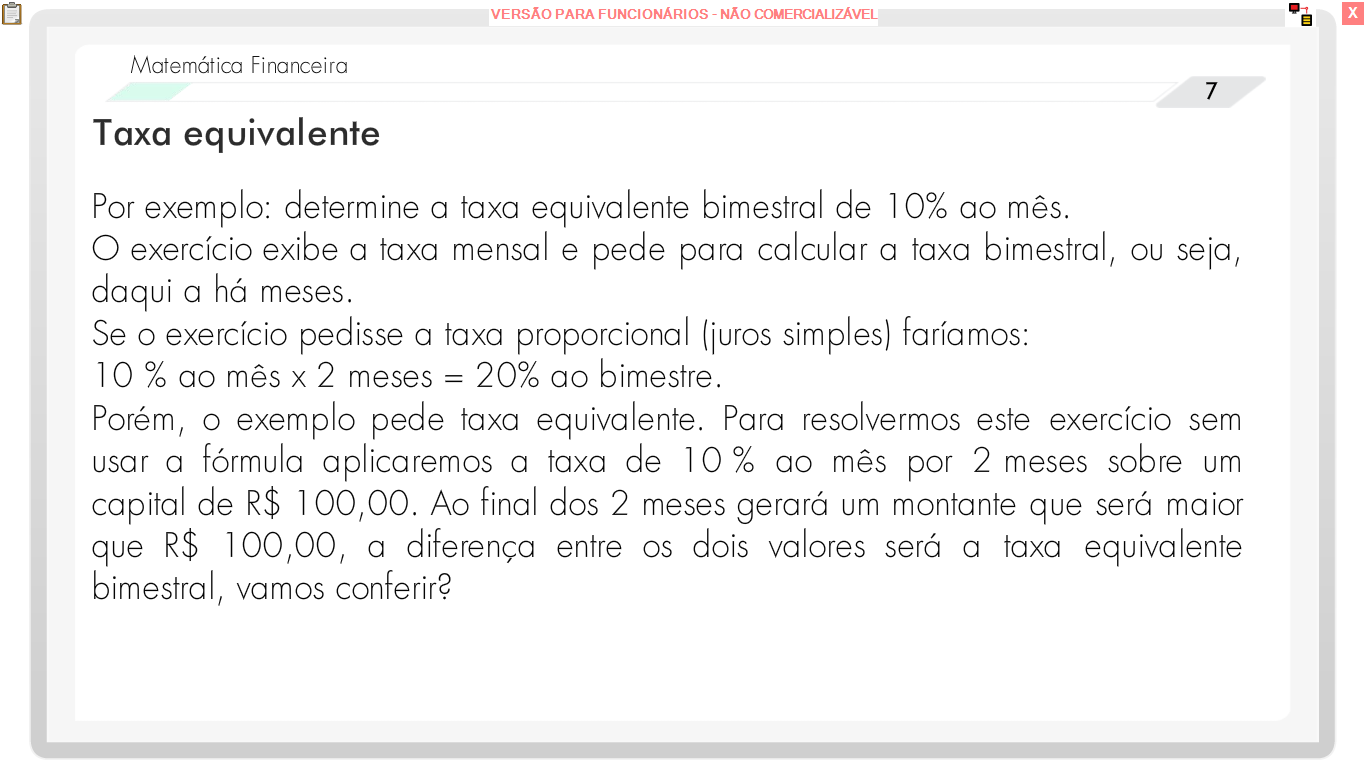 VERSÃO PARA FUNCIONÁRIOS - NÃO COMERCIALIZÁVEL
X
Matemática Financeira
7
Taxa equivalente
Por exemplo: determine a taxa equivalente bimestral de 10% ao mês.
O exercício exibe a taxa mensal e pede para calcular a taxa bimestral, ou seja,
daqui a há meses.
Se o exercício pedisse a taxa proporcional (juros simples) faríamos:
10 % ao mês x 2 meses = 20% ao bimestre.
Porém, o exemplo pede taxa equivalente. Para resolvermos este exercício sem
usar a fórmula aplicaremos a taxa de 10 % ao mês por 2 meses sobre um
capital de R$ 100,00. Ao final dos 2 meses gerará um montante que será maior
que R$ 100,00, a diferença entre os dois valores será a taxa equivalente
bimestral, vamos conferir?